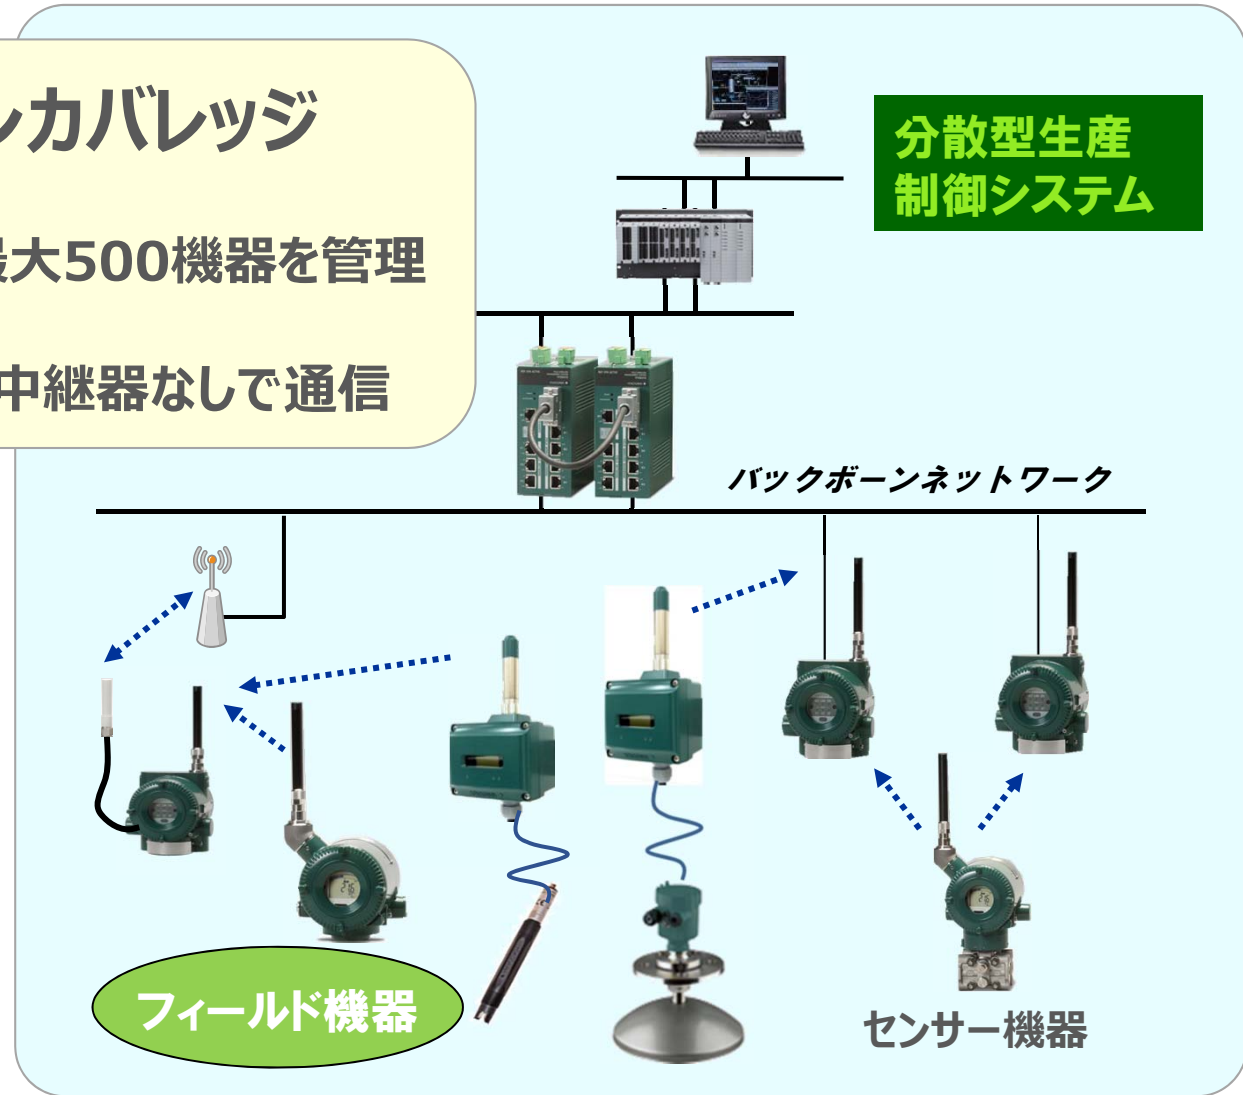 ルカバレッジ
最大500機器を管理
中継器なしで通信
分散型生産
制御システム
バックボーンネットワーク
フィールド機器
センサー機器